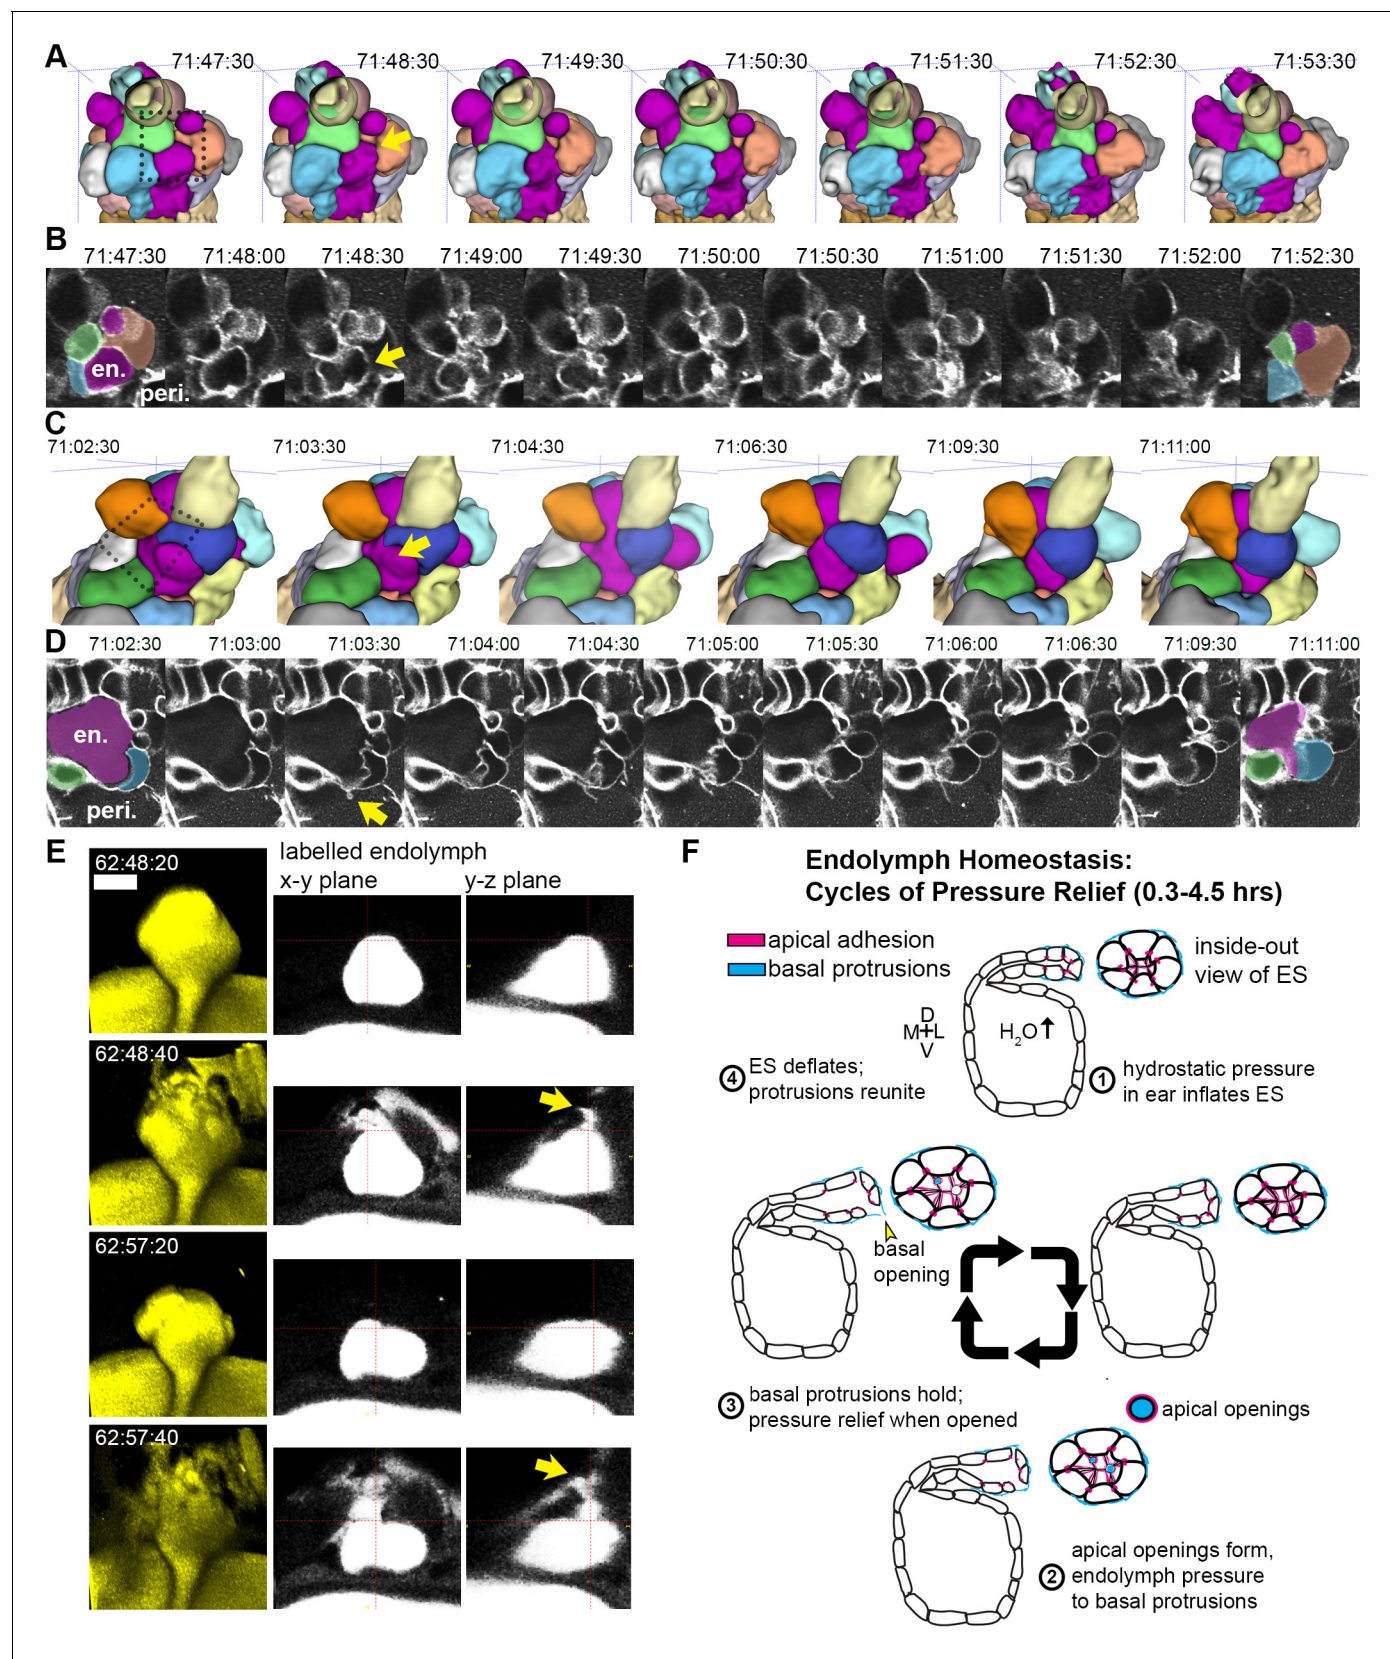 A
71:47:30
71:48:30
71:49:30
71:50:30
71:51:30
71:52:30
71:53:30
B
71:47:30
71:48:00
71:48:30
71:49:00
71:49:30
71:50:00
71:50:30
71:51:00
71:51:30
71:52:00
71:52:30
en.
peri.
C
71:02:30
71:03:30
71:04:30
71:06:30
71:09:30
71:11:00
D
71:02:30
71:03:00
71:03:30
71:04:00
71:04:30
71:05:00
71:05:30
71:06:00
71:06:30
71:09:30
71:11:00
en.
peri.
E
labelled endolymph
x-y plane
y-z plane
62:48:20
62:48:40
62:57:20
62:57:40
F
Endolymph Homeostasis:
Cycles of Pressure Relief (0.3-4.5 hrs)
apical adhesion
basal protrusions
inside-out
view of ES
D
M+L
V
H2O
4 ES deflates;
protrusions reunite
1 hydrostatic pressure
in ear inflates ES
basal
opening
3 basal protrusions hold;
pressure relief when opened
apical openings
2 apical openings form,
endolymph pressure
to basal protrusions